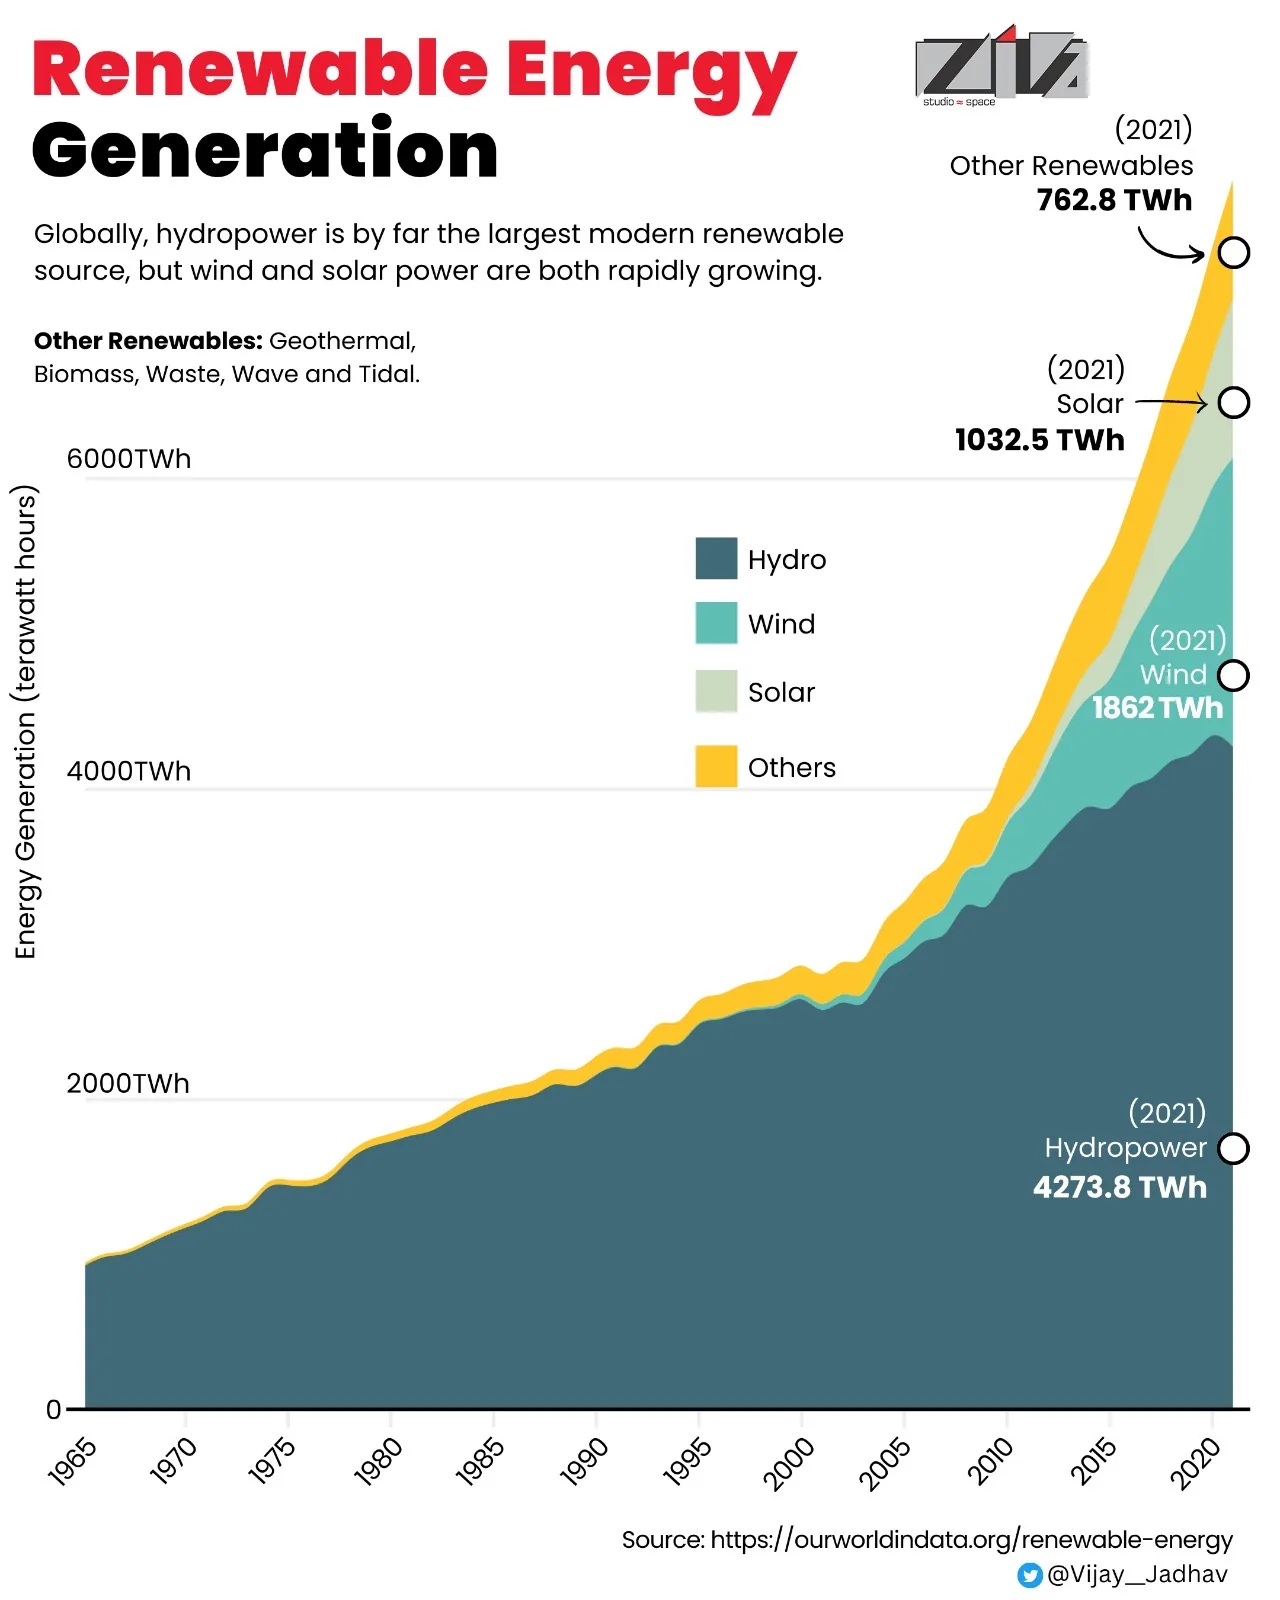 Renewable Energy
Generation
ZiVa
studio ≈ space
Globally, hydropower is by far the largest modern renewable
source, but wind and solar power are both rapidly growing.
Other Renewables: Geothermal,
Biomass, Waste, Wave and Tidal.
(2021)
Other Renewables
762.8 TWh
(2021)
Solar
1032.5 TWh
6000TWh
Energy Generation (terawatt hours)
Hydro
Wind
Solar
Others
(2021)
Wind
1862 TWh
4000TWh
2000TWh
(2021)
Hydropower
4273.8 TWh
0
1965 1970 1975 1980 1985 1990 1995 2000 2005 2010 2015 2020
Source: https://ourworldindata.org/renewable-energy
@Vijay__Jadhav